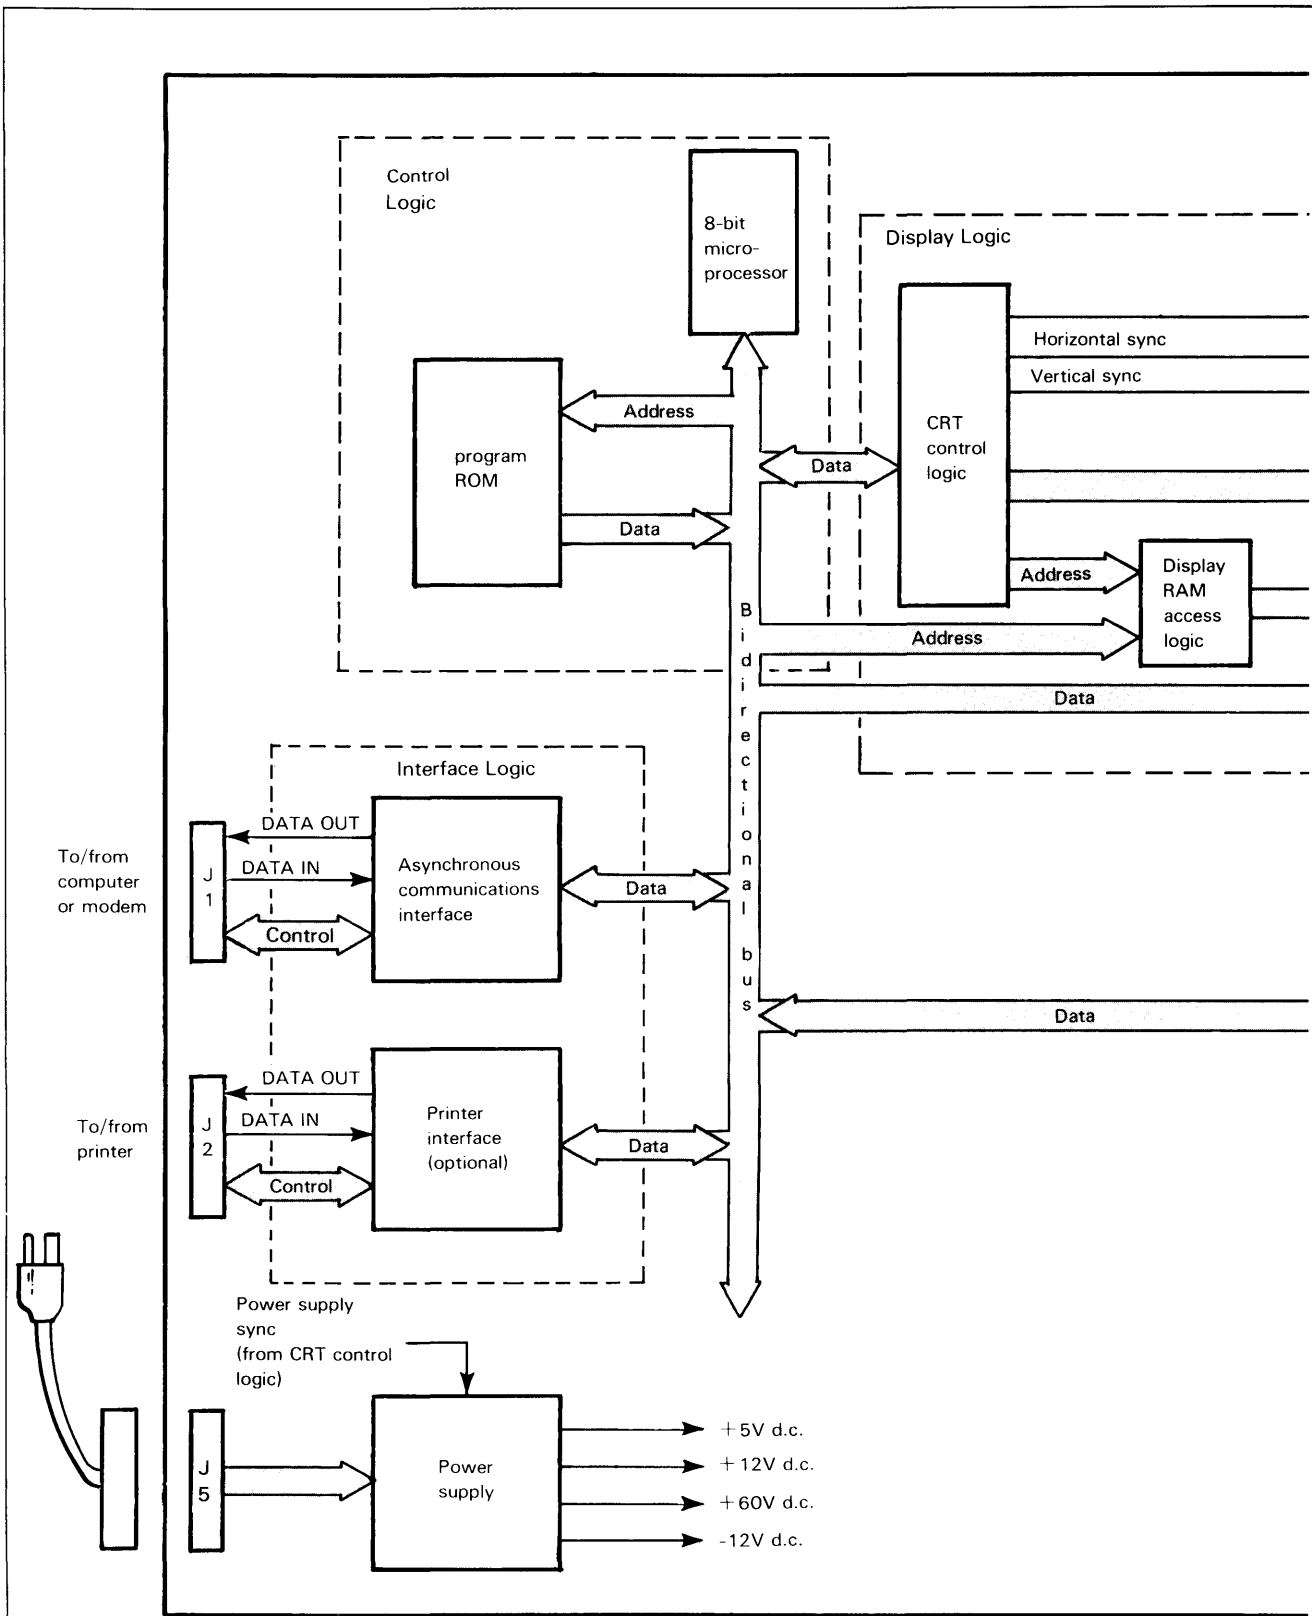 Control
Logic
8-bit
micro-
processor
Display Logic
Horizontal sync
Vertical sync
Address
program
ROM
Data
CRT
control
logic
Data
Address
Display
RAM
access
logic
Address
Data
Bidirectional bus
Interface Logic
To/from
computer
or modem
J
1
DATA OUT
DATA IN
Control
Asynchronous
communications
interface
Data
Data
To/from
printer
J
2
DATA OUT
DATA IN
Control
Printer
interface
(optional)
Data
Power supply
sync
(from CRT control
logic)
J
5
Power
supply
+5V d.c.
+12V d.c.
+60V d.c.
-12V d.c.